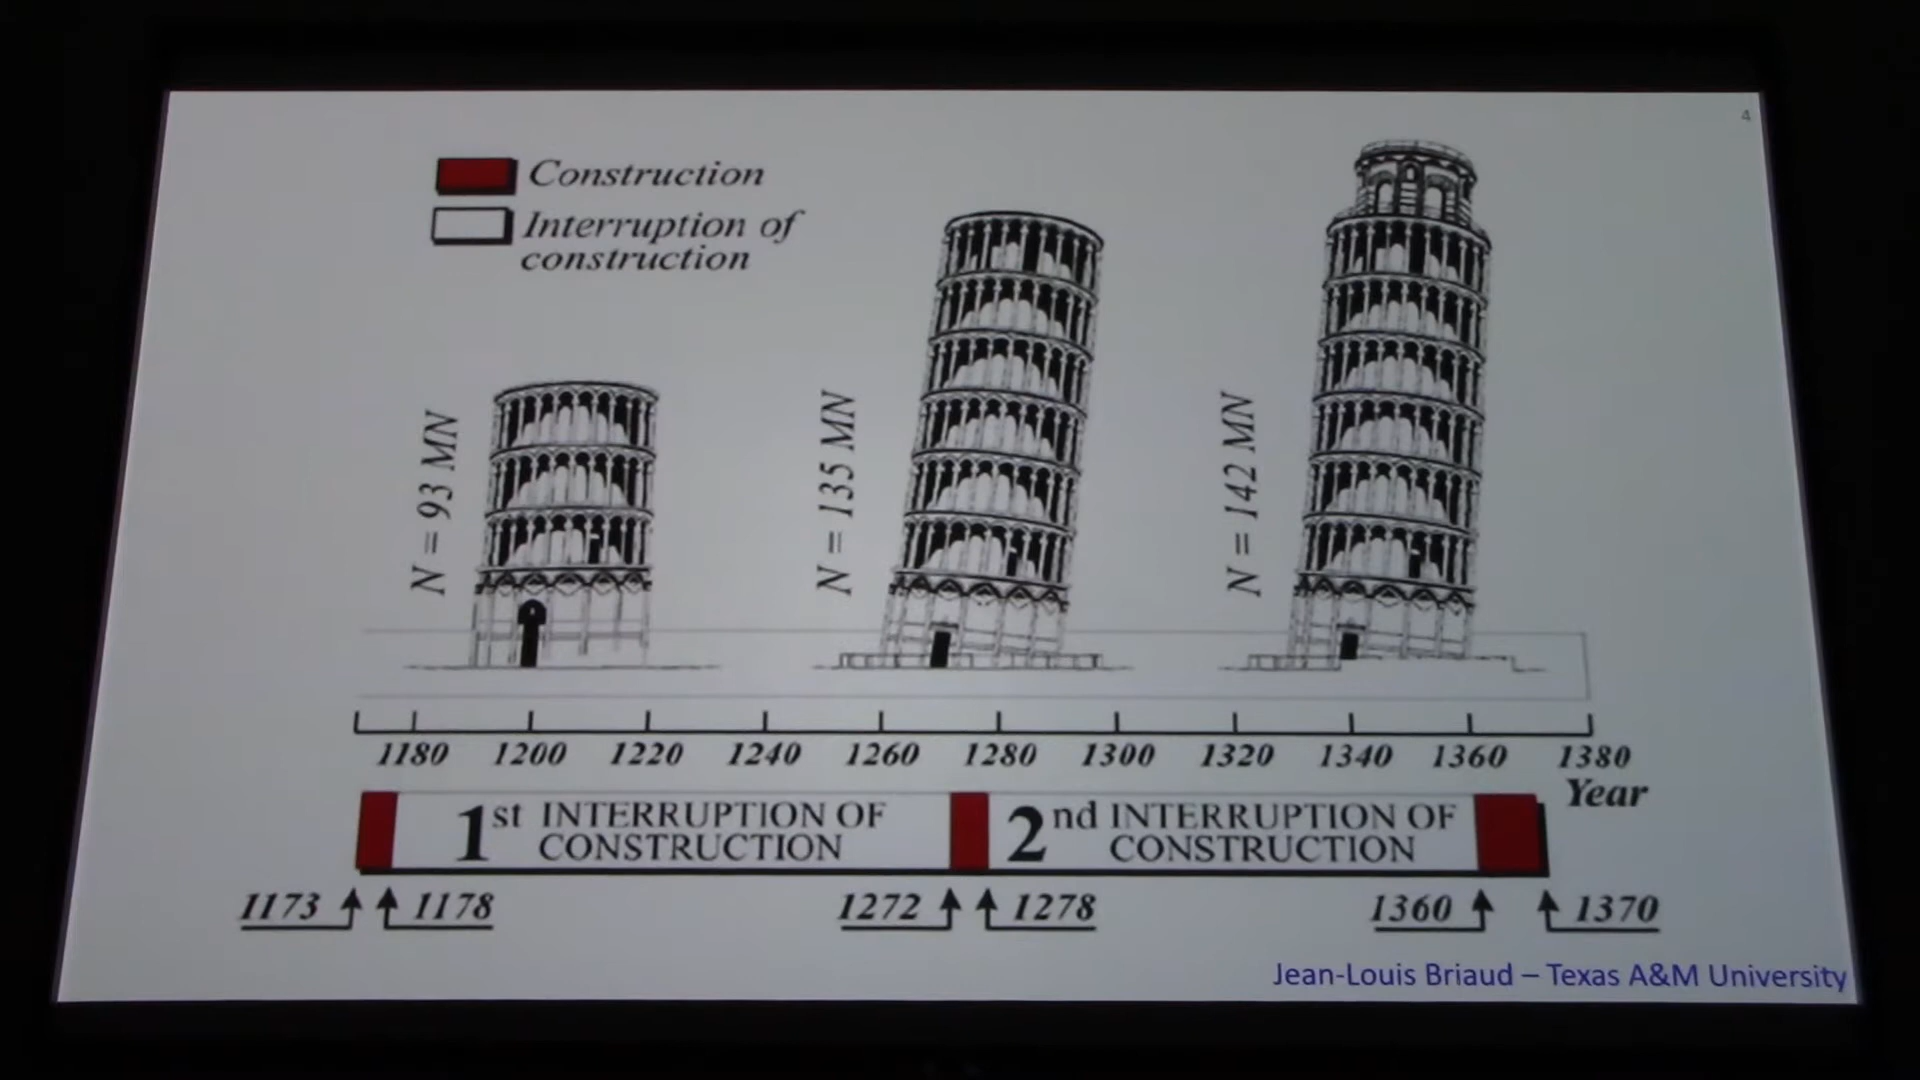 4
Construction
Interruption of
construction
N = 93 MN
N = 135 MN
N = 142 MN
1180 1200 1220 1240 1260 1280 1300 1320 1340 1360 1380
Year
1st INTERRUPTION OF
CONSTRUCTION
2nd INTERRUPTION OF
CONSTRUCTION
1173 1178 1272 1278 1360 1370
Jean-Louis Briaud – Texas A&M University